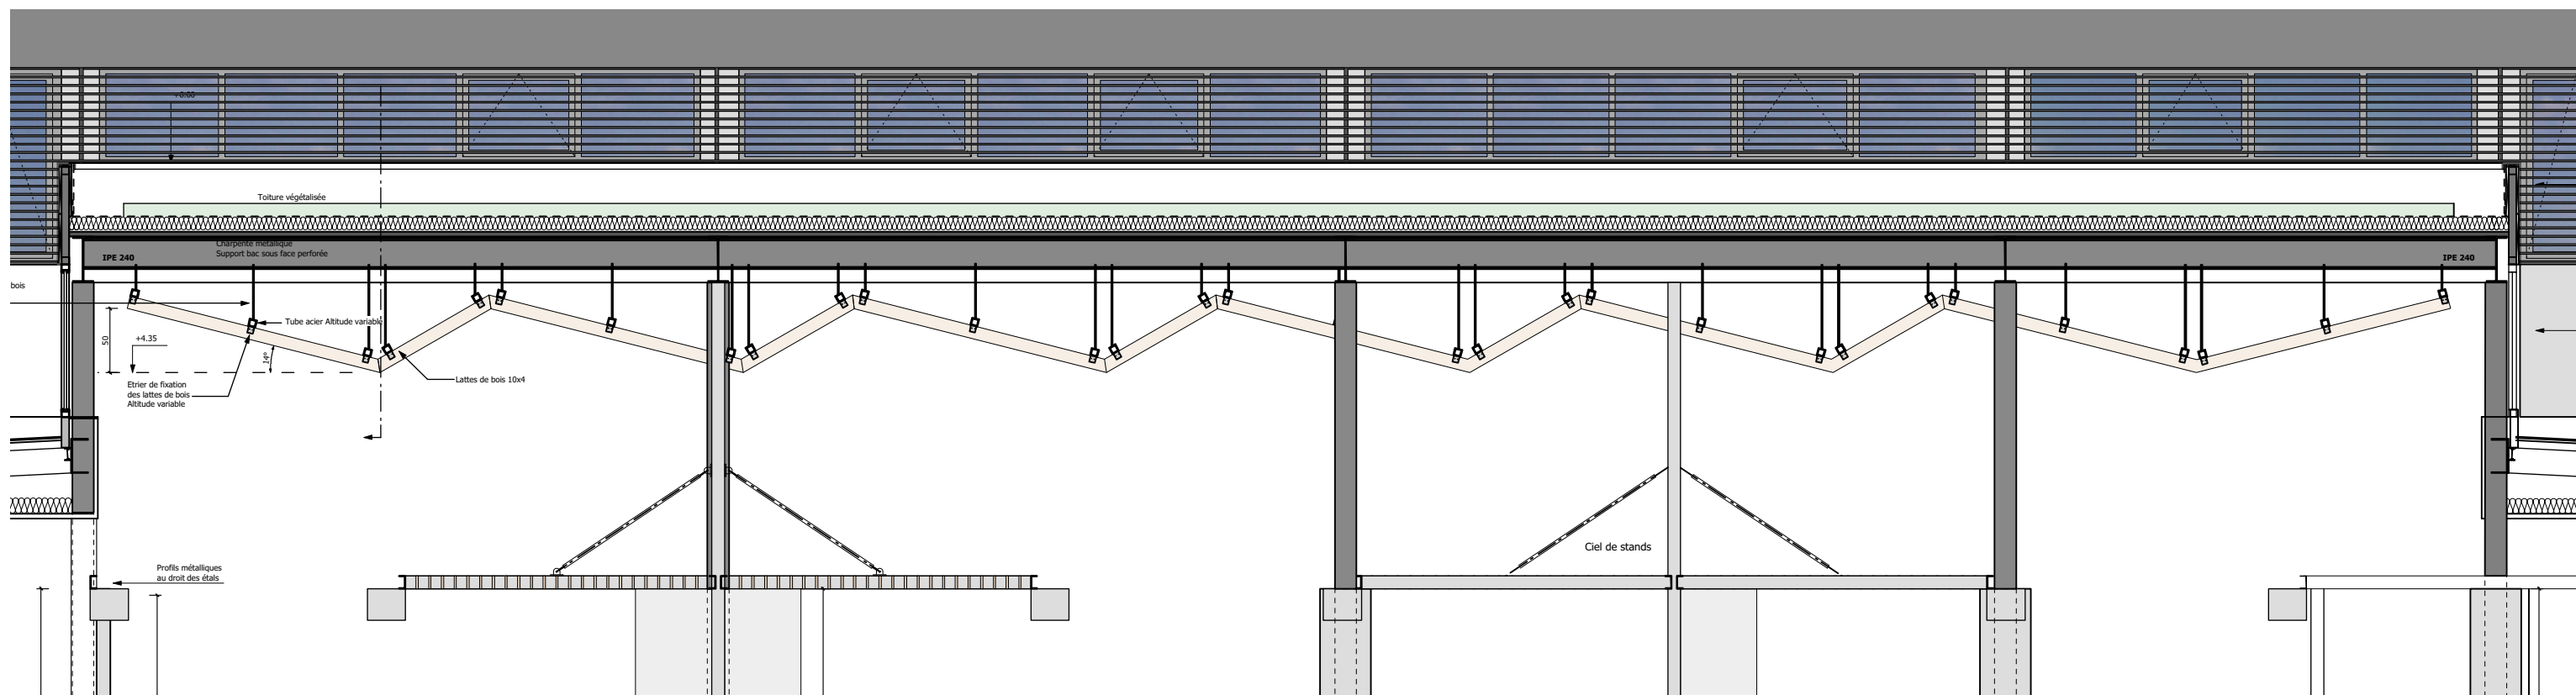 +6.00
Toiture végétalisée
Charpente métallique
Support bac sous face perforée
IPE 240
IPE 240
bois
Tube acier Altitude variable
50
+4.35
14°
Lattes de bois 10x4
Etrier de fixation
des lattes de bois
Altitude variable
Ciel de stands
Profils métalliques
au droit des étals